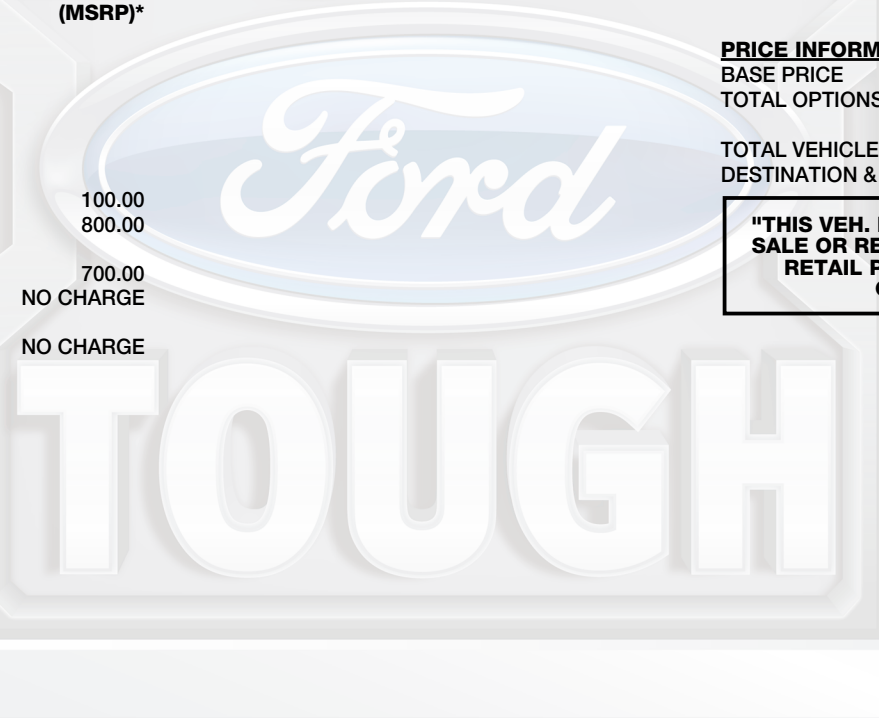 (MSRP)*
100.00
800.00
700.00
NO CHARGE
NO CHARGE
PRICE INFORM
BASE PRICE
TOTAL OPTIONS
TOTAL VEHICLE
DESTINATION &
"THIS VEH.
SALE OR RE
RETAIL P
Ford
TOUGH